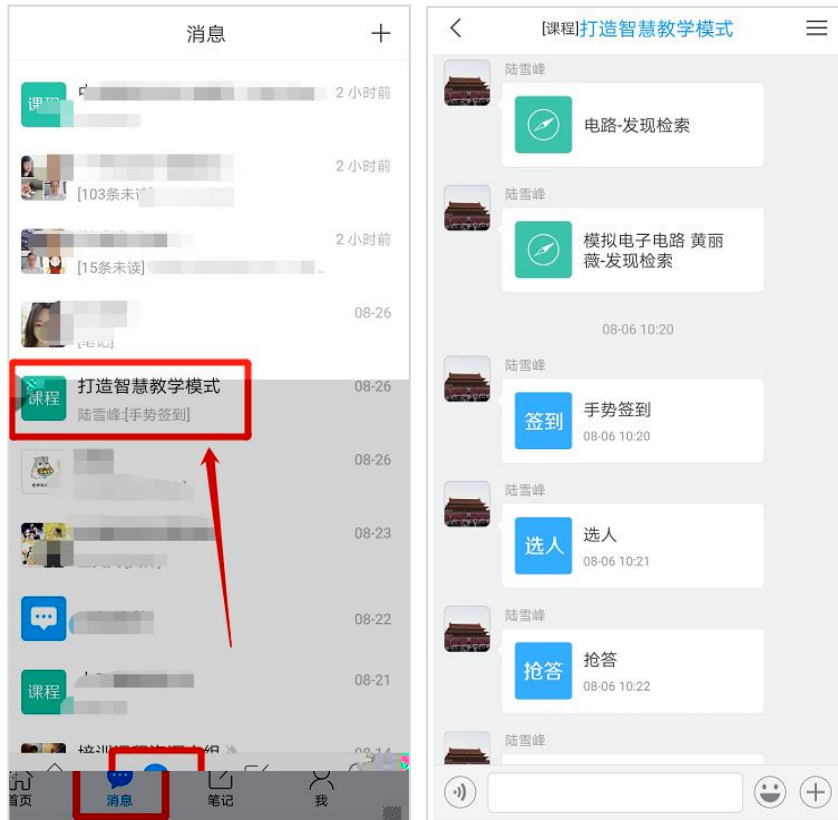 消息
2 小时前
2 小时前
[103条未
2 小时前
[15条未读]
08-26
[笔记]
课程
打造智慧教学模式
08-26
陆雪峰:[手势签到]
08-26
08-23
08-22
课程
08-21
08-14
首页
消息
笔记
我
[课程]打造智慧教学模式
陆雪峰
电路-发现检索
陆雪峰
模拟电子电路 黄丽
薇-发现检索
08-06 10:20
陆雪峰
签到
手势签到
08-06 10:20
陆雪峰
选人
选人
08-06 10:21
陆雪峰
抢答
抢答
08-06 10:22
陆雪峰